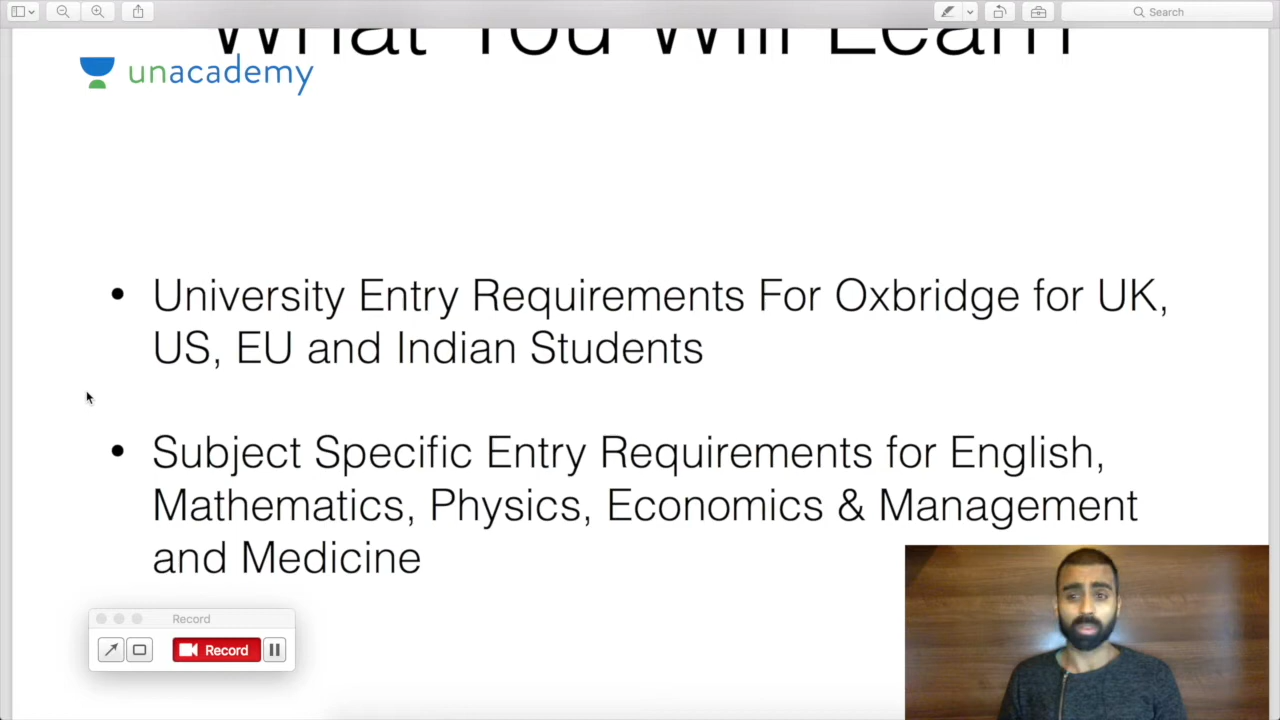 Search
What You Will Learn
unacademy
• University Entry Requirements For Oxbridge for UK,
US, EU and Indian Students
• Subject Specific Entry Requirements for English,
Mathematics, Physics, Economics & Management
and Medicine
Record
Record